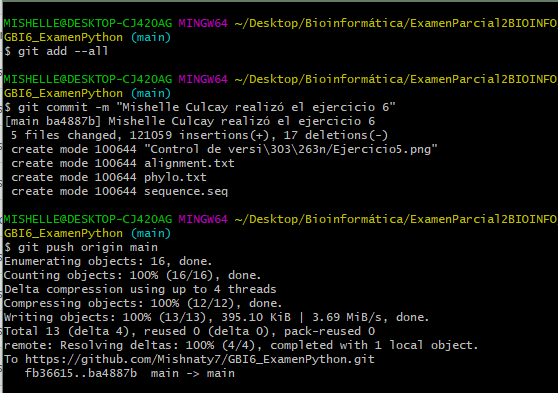 MISHELLE@DESKTOP-CJ42OAG MINGW64 ~/Desktop/Bioinformática/ExamenParcial2BIOINFO
GBI6_ExamenPython (main)
$ git add --all
MISHELLE@DESKTOP-CJ42OAG MINGW64 ~/Desktop/Bioinformática/ExamenParcial2BIOINFO
GBI6_ExamenPython (main)
$ git commit -m "Mishelle Culcay realizó el ejercicio 6"
[main ba4887b] Mishelle Culcay realizó el ejercicio 6
5 files changed, 121059 insertions(+), 17 deletions(-)
create mode 100644 "Control de versi\303\263n/Ejercicio5.png"
create mode 100644 alignment.txt
create mode 100644 phylo.txt
create mode 100644 sequence.seq
MISHELLE@DESKTOP-CJ42OAG MINGW64 ~/Desktop/Bioinformática/ExamenParcial2BIOINFO
GBI6_ExamenPython (main)
$ git push origin main
Enumerating objects: 16, done.
Counting objects: 100% (16/16), done.
Delta compression using up to 4 threads
Compressing objects: 100% (12/12), done.
Writing objects: 100% (13/13), 395.10 KiB | 3.69 MiB/s, done.
Total 13 (delta 4), reused 0 (delta 0), pack-reused 0
remote: Resolving deltas: 100% (4/4), completed with 1 local object.
To https://github.com/Mishnaty7/GBI6_ExamenPython.git
fb36615..ba4887b  main -> main